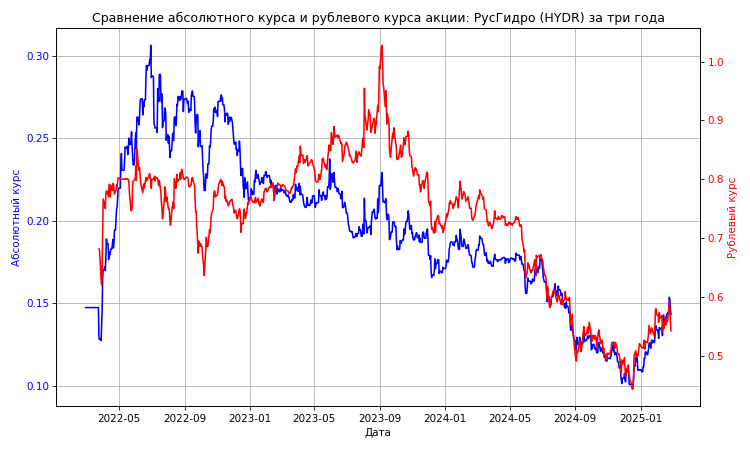 Сравнение абсолютного курса и рублевого курса акции: РусГидро (HYDR) за три года
0.30
0.25
0.20
0.15
0.10
Абсолютный курс
1.0
0.9
0.8
0.7
0.6
0.5
Рублевый курс
2022-05 2022-09 2023-01 2023-05 2023-09 2024-01 2024-05 2024-09 2025-01
Дата